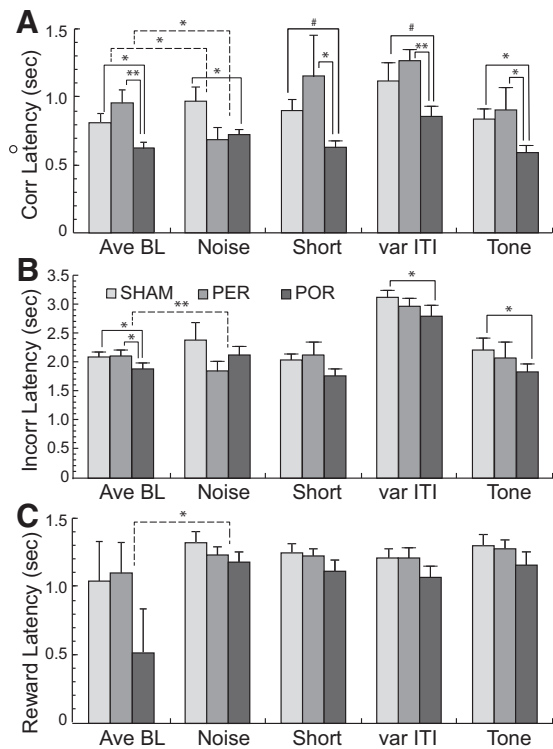 A
Corr Latency (sec)
1.5
1.0
0.5
0
* * * * ** *
# *
# **
* *
Ave BL Noise Short var ITI Tone
B
Incorr Latency (sec)
3.5
3.0
2.5
2.0
1.5
1.0
0.5
0
SHAM PER POR
* * ** * *
Ave BL Noise Short var ITI Tone
C
Reward Latency (sec)
1.5
1.0
0.5
0
*
Ave BL Noise Short var ITI Tone